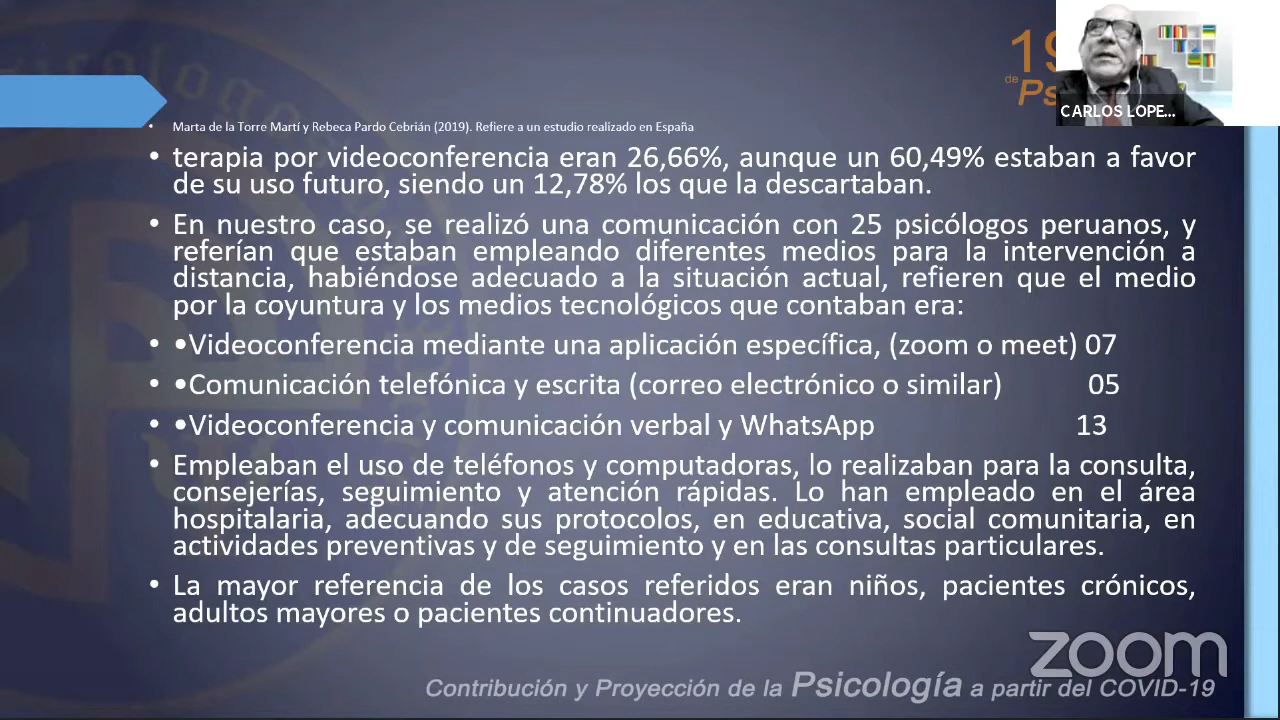 19
de
Ps
CARLOS LOPE...
• Marta de la Torre Martí y Rebeca Pardo Cebrián (2019). Refiere a un estudio realizado en España
• terapia por videoconferencia eran 26,66%, aunque un 60,49% estaban a favor
de su uso futuro, siendo un 12,78% los que la descartaban.
• En nuestro caso, se realizó una comunicación con 25 psicólogos peruanos, y
referían que estaban empleando diferentes medios para la intervención a
distancia, habiéndose adecuado a la situación actual, refieren que el medio
por la coyuntura y los medios tecnológicos que contaban era:
• •Videoconferencia mediante una aplicación específica, (zoom o meet) 07
• •Comunicación telefónica y escrita (correo electrónico o similar) 05
• •Videoconferencia y comunicación verbal y WhatsApp 13
• Empleaban el uso de teléfonos y computadoras, lo realizaban para la consulta,
consejerías, seguimiento y atención rápidas. Lo han empleado en el área
hospitalaria, adecuando sus protocolos, en educativa, social comunitaria, en
actividades preventivas y de seguimiento y en las consultas particulares.
• La mayor referencia de los casos referidos eran niños, pacientes crónicos,
adultos mayores o pacientes continuadores.
zoom
Contribución y Proyección de la Psicología a partir del COVID-19